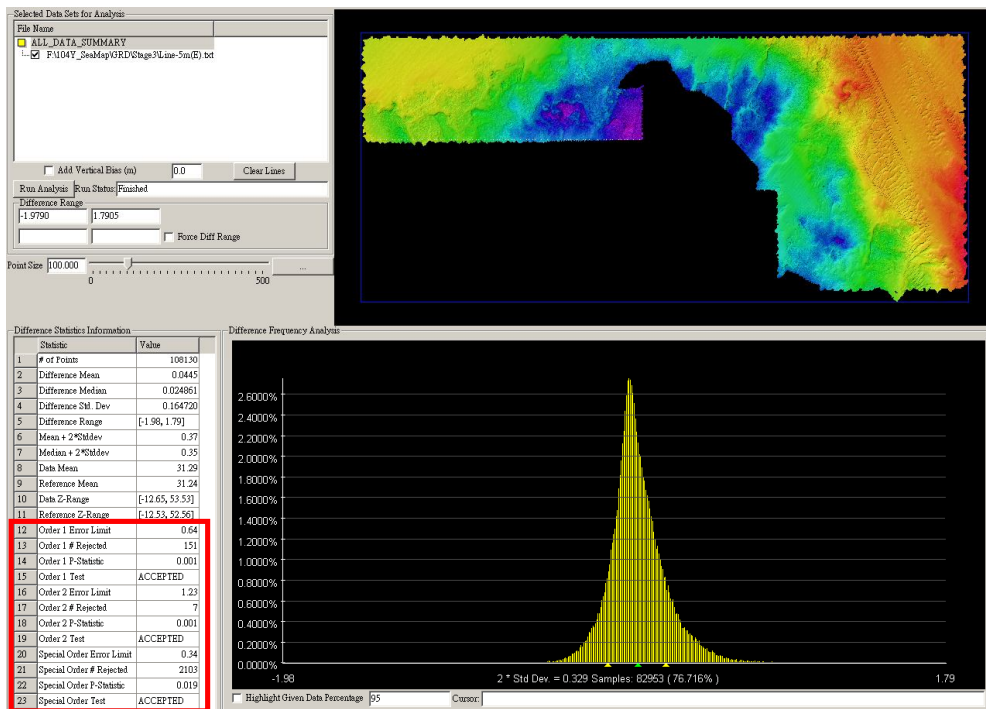 Selected Data Sets for Analysis
File Name
ALL_DATA_SUMMARY
F:\104Y_SeaMap\GRD\Stage3\Line-5m(E).txt
Add Vertical Bias (m) 0.0 Clear Lines
Run Analysis Run Status: Finished
Difference Range
-1.9790 1.7905
Force Diff Range
Point Size 100.000 ...
0 500
Difference Statistics Information
Statistic Value
1 # of Points 108130
2 Difference Mean 0.0445
3 Difference Median 0.024861
4 Difference Std. Dev 0.164720
5 Difference Range [-1.98, 1.79]
6 Mean + 2*Stddev 0.37
7 Median + 2*Stddev 0.35
8 Data Mean 31.29
9 Reference Mean 31.24
10 Data Z-Range [-12.65, 53.53]
11 Reference Z-Range [-12.53, 52.56]
12 Order 1 Error Limit 0.64
13 Order 1 # Rejected 151
14 Order 1 P-Statistic 0.001
15 Order 1 Test ACCEPTED
16 Order 2 Error Limit 1.23
17 Order 2 # Rejected 7
18 Order 2 P-Statistic 0.001
19 Order 2 Test ACCEPTED
20 Special Order Error Limit 0.34
21 Special Order # Rejected 2103
22 Special Order P-Statistic 0.019
23 Special Order Test ACCEPTED
Difference Frequency Analysis
2.6000%
2.4000%
2.2000%
2.0000%
1.8000%
1.6000%
1.4000%
1.2000%
1.0000%
0.8000%
0.6000%
0.4000%
0.2000%
0.0000%
-1.98 2 * Std Dev. = 0.329 Samples: 82953 ( 76.716% ) 1.79
Highlight Given Data Percentage 95 Cursor: